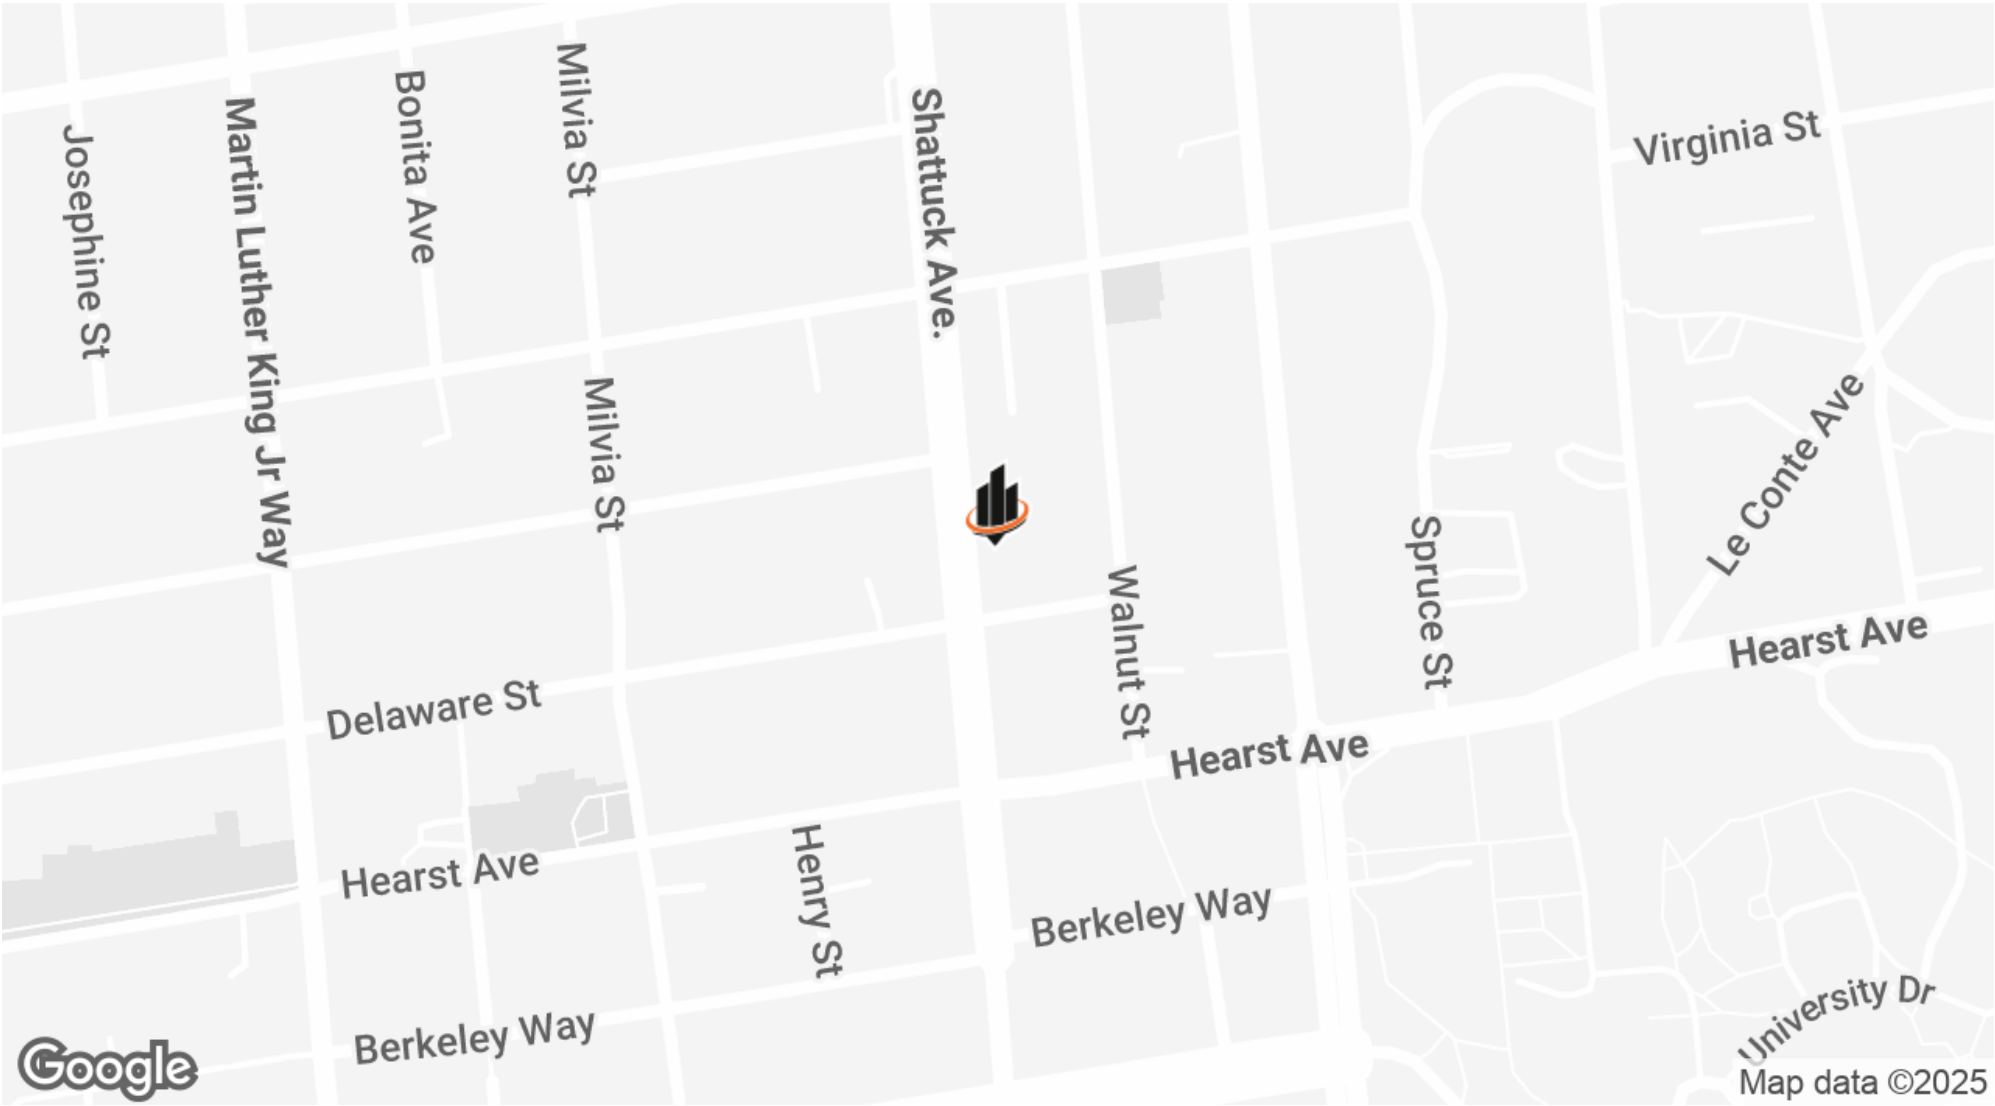 Josephine St
Martin Luther King Jr Way
Bonita Ave
Milvia St
Shattuck Ave.
Virginia St
Milvia St
Le Conte Ave
Spruce St
Walnut St
Hearst Ave
Delaware St
Hearst Ave
Hearst Ave
Henry St
Berkeley Way
Berkeley Way
University Dr
Google
Map data ©2025